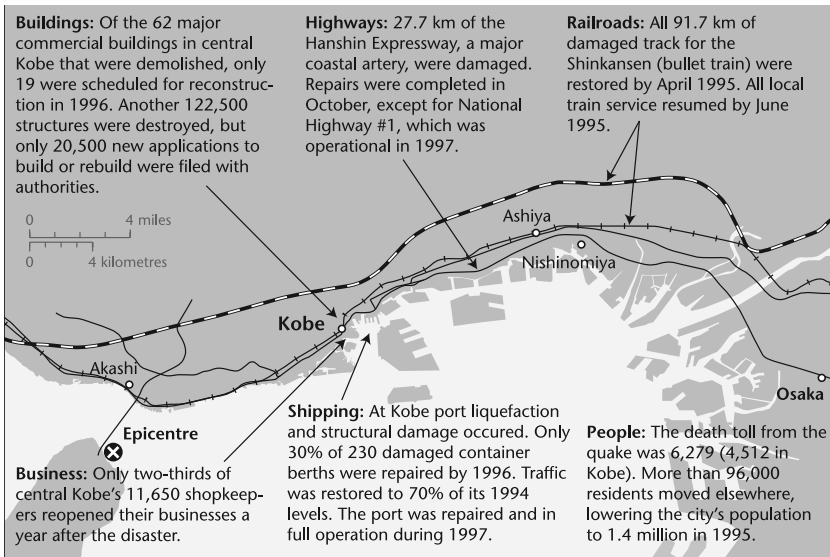 Buildings: Of the 62 major
commercial buildings in central
Kobe that were demolished, only
19 were scheduled for reconstruc-
tion in 1996. Another 122,500
structures were destroyed, but
only 20,500 new applications to
build or rebuild were filed with
authorities.
Highways: 27.7 km of the
Hanshin Expressway, a major
coastal artery, were damaged.
Repairs were completed in
October, except for National
Highway #1, which was
operational in 1997.
Railroads: All 91.7 km of
damaged track for the
Shinkansen (bullet train) were
restored by April 1995. All local
train service resumed by June
1995.
0 4 miles
0 4 kilometres
Ashiya
Nishinomiya
Kobe
Akashi
Osaka
Epicentre
Business: Only two-thirds of
central Kobe's 11,650 shopkeep-
ers reopened their businesses a
year after the disaster.
Shipping: At Kobe port liquefaction
and structural damage occured. Only
30% of 230 damaged container
berths were repaired by 1996. Traffic
was restored to 70% of its 1994
levels. The port was repaired and in
full operation during 1997.
People: The death toll from the
quake was 6,279 (4,512 in
Kobe). More than 96,000
residents moved elsewhere,
lowering the city's population
to 1.4 million in 1995.